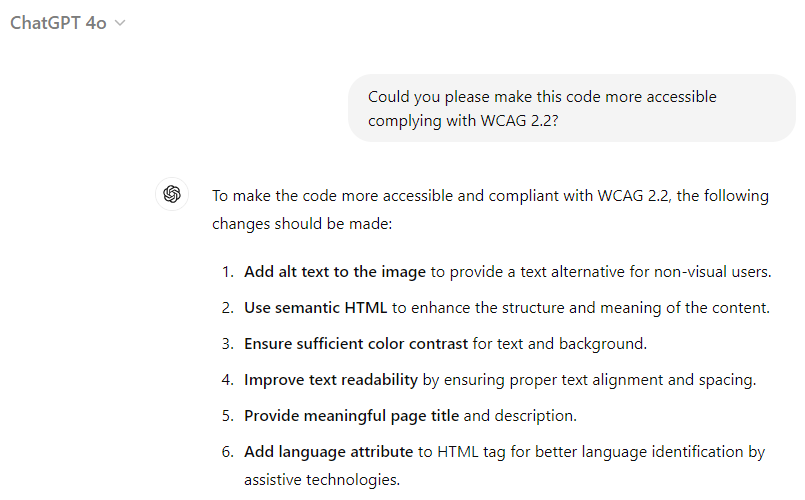 ChatGPT 4o
Could you please make this code more accessible
complying with WCAG 2.2?
To make the code more accessible and compliant with WCAG 2.2, the following
changes should be made:
1. Add alt text to the image to provide a text alternative for non-visual users.
2. Use semantic HTML to enhance the structure and meaning of the content.
3. Ensure sufficient color contrast for text and background.
4. Improve text readability by ensuring proper text alignment and spacing.
5. Provide meaningful page title and description.
6. Add language attribute to HTML tag for better language identification by
assistive technologies.